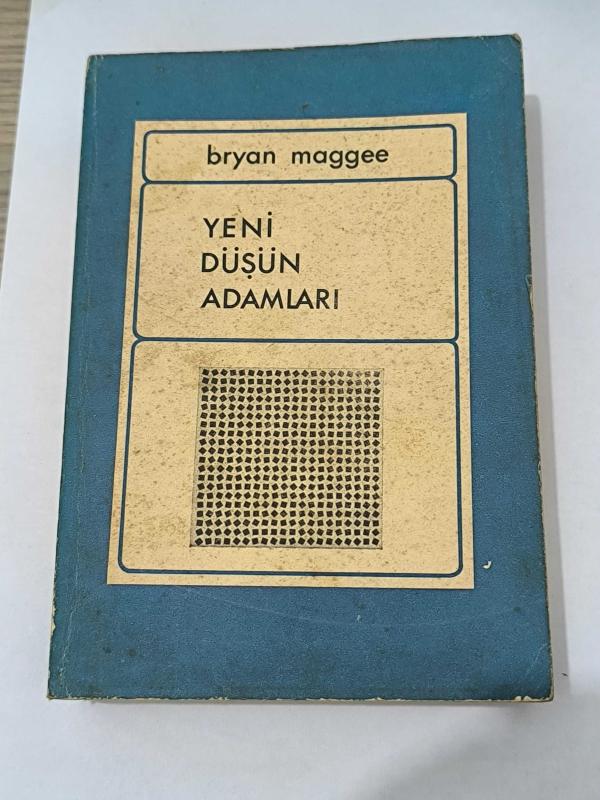 bryan maggee
YENİ
DÜŞÜN
ADAMLARI